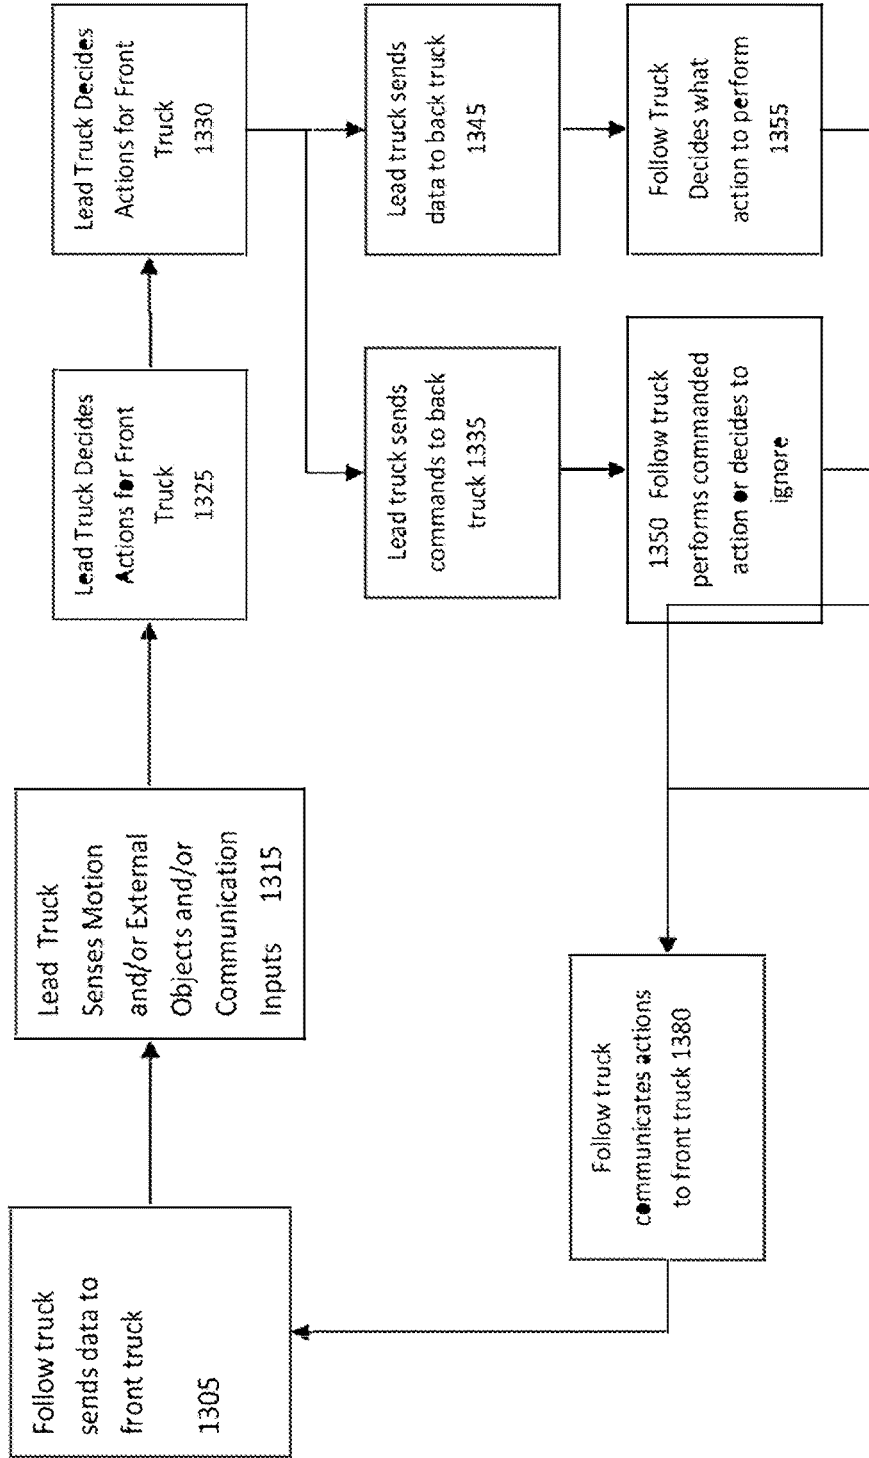 Follow truck
sends data to
front truck
1305
Lead Truck
Senses Motion
and/or External
Objects and/or
Communication
Inputs 1315
Lead Truck Decides
Actions for Front
Truck
1325
Lead Truck Decides
Actions for Front
Truck
1330
Lead truck sends
commands to back
truck 1335
Lead truck sends
data to back truck
1345
1350 Follow truck
performs commanded
action or decides to
ignore
Follow Truck
Decides what
action to perform
1355
Follow truck
communicates actions
to front truck 1380